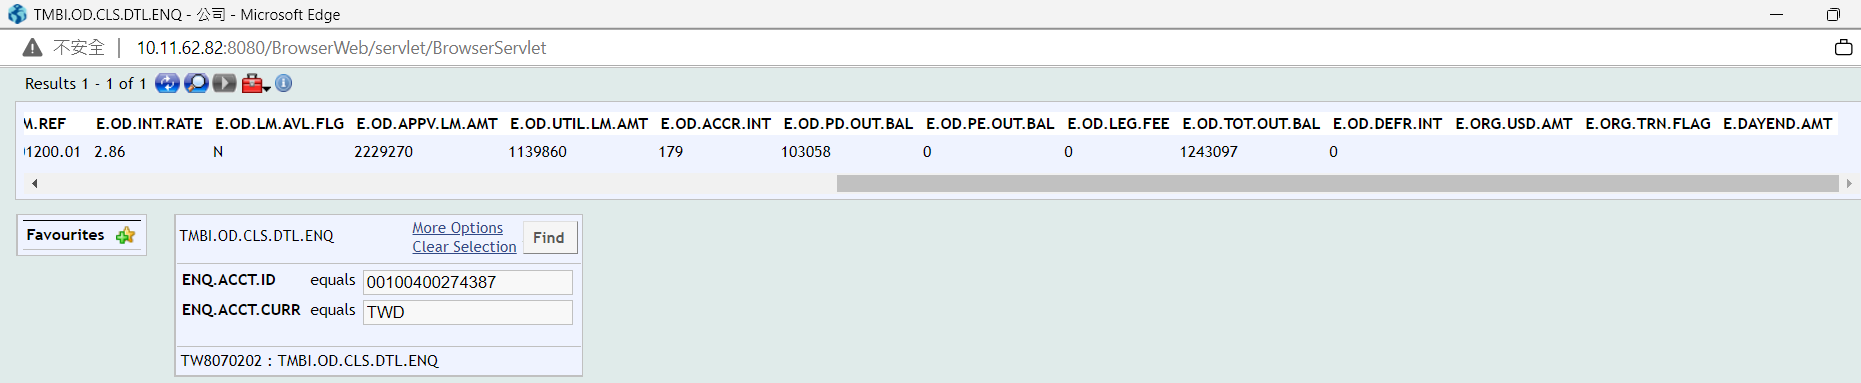 TMBI.OD.CLS.DTL.ENQ - 公司 - Microsoft Edge
不安全 | 10.11.62.82:8080/BrowserWeb/servlet/BrowserServlet
Results 1 - 1 of 1
M.REF E.OD.INT.RATE E.OD.LM.AVL.FLG E.OD.APPV.LM.AMT E.OD.UTIL.LM.AMT E.OD.ACCR.INT E.OD.PD.OUT.BAL E.OD.PE.OUT.BAL E.OD.LEG.FEE E.OD.TOT.OUT.BAL E.OD.DEFR.INT E.ORG.USD.AMT E.ORG.TRN.FLAG E.DAYEND.AMT
1200.01 2.86 N 2229270 1139860 179 103058 0 0 1243097 0
Favourites
TMBI.OD.CLS.DTL.ENQ
More Options
Clear Selection
Find
ENQ.ACCT.ID equals 00100400274387
ENQ.ACCT.CURR equals TWD
TW8070202 : TMBI.OD.CLS.DTL.ENQ